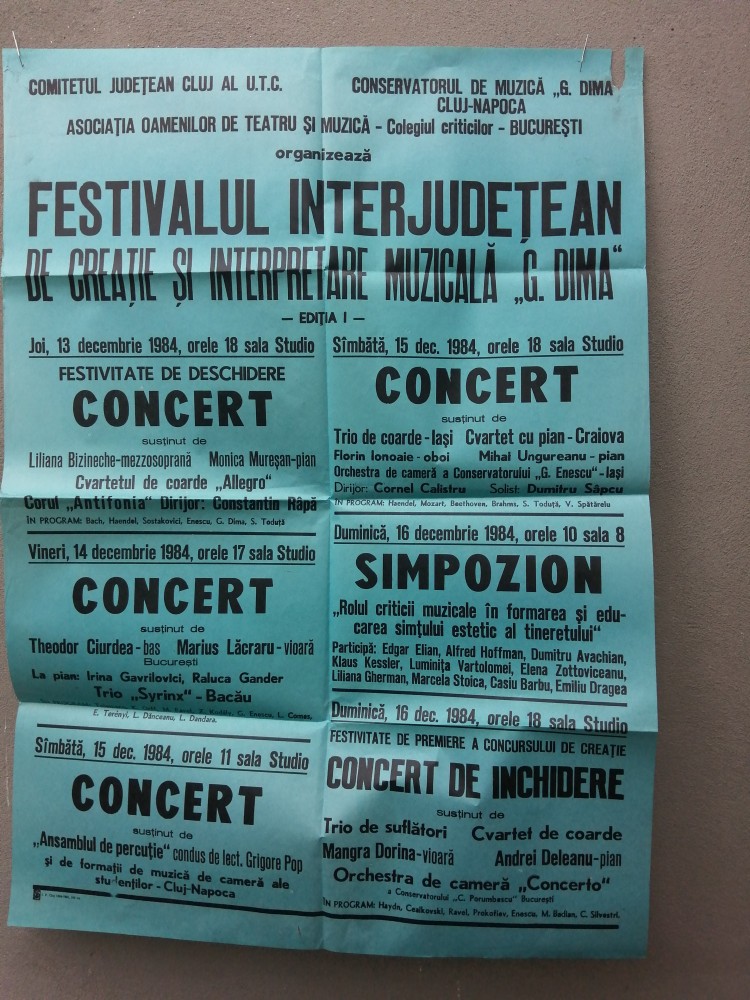 COMITETUL JUDEȚEAN CLUJ AL U.T.C.
CONSERVATORUL DE MUZICĂ „G. DIMA
CLUJ-NAPOCA
ASOCIAȚIA OAMENILOR DE TEATRU ȘI MUZICĂ - Colegiul criticilor - BUCUREȘTI
organizează
FESTIVALUL INTERJUDEȚEAN
DE CREAȚIE ȘI INTERPRETARE MUZICALĂ „G. DIMA“
— EDIȚIA I —
Joi, 13 decembrie 1984, orele 18 sala Studio
FESTIVITATE DE DESCHIDERE
CONCERT
susținut de
Liliana Bizineche-mezzosoprană Monica Mureșan-pian
Cvartetul de coarde „Allegro“
Corul „Antifonia“ Dirijor: Constantin Râpă
ÎN PROGRAM: Bach, Haendel, Sostakovici, Enescu, G. Dima, S. Toduță
Vineri, 14 decembrie 1984, orele 17 sala Studio
CONCERT
susținut de
Theodor Ciurdea-bas Marius Lăcraru-vioară
București
La pian: Irina Gavrilovici, Raluca Gander
Trio „Syrinx“ - Bacău
G. Enescu, L. Comes,
E. Terényi, L. Dănceanu, L. Dandara.
Sîmbătă, 15 dec. 1984, orele 11 sala Studio
CONCERT
susținut de
„Ansamblul de percuție“ condus de lect. Grigore Pop
și de formații de muzică de cameră ale
studenților - Cluj-Napoca
Sîmbătă, 15 dec. 1984, orele 18 sala Studio
CONCERT
susținut de
Trio de coarde-Iași Cvartet cu pian-Craiova
Florin Ionoaie-oboi Mihai Ungureanu-pian
Orchestra de cameră a Conservatorului „G. Enescu“-Iași
Dirijor: Cornel Calistru Solist: Dumitru Sâpcu
ÎN PROGRAM: Haendel, Mozart, Beethoven, Brahms, S. Toduță, V. Spătărelu
Duminică, 16 decembrie 1984, orele 10 sala 8
SIMPOZION
„Rolul criticii muzicale în formarea și edu-
carea simțului estetic al tineretului“
Participă: Edgar Elian, Alfred Hoffman, Dumitru Avachian,
Klaus Kessler, Luminița Vartolomei, Elena Zottoviceanu,
Liliana Gherman, Marcela Stoica, Casiu Barbu, Emiliu Dragea
Duminică, 16 dec. 1984, orele 18 sala Studio
FESTIVITATE DE PREMIERE A CONCURSULUI DE CREAȚIE
CONCERT DE INCHIDERE
susținut de
Trio de suflători Cvartet de coarde
Mangra Dorina-vioară Andrei Deleanu-pian
Orchestra de cameră „Concerto“
a Conservatorului „C. Porumbescu“ București
ÎN PROGRAM: Haydn, Ceaikovski, Ravel, Prokofiev, Enescu, M. Badian, C. Silvestri.